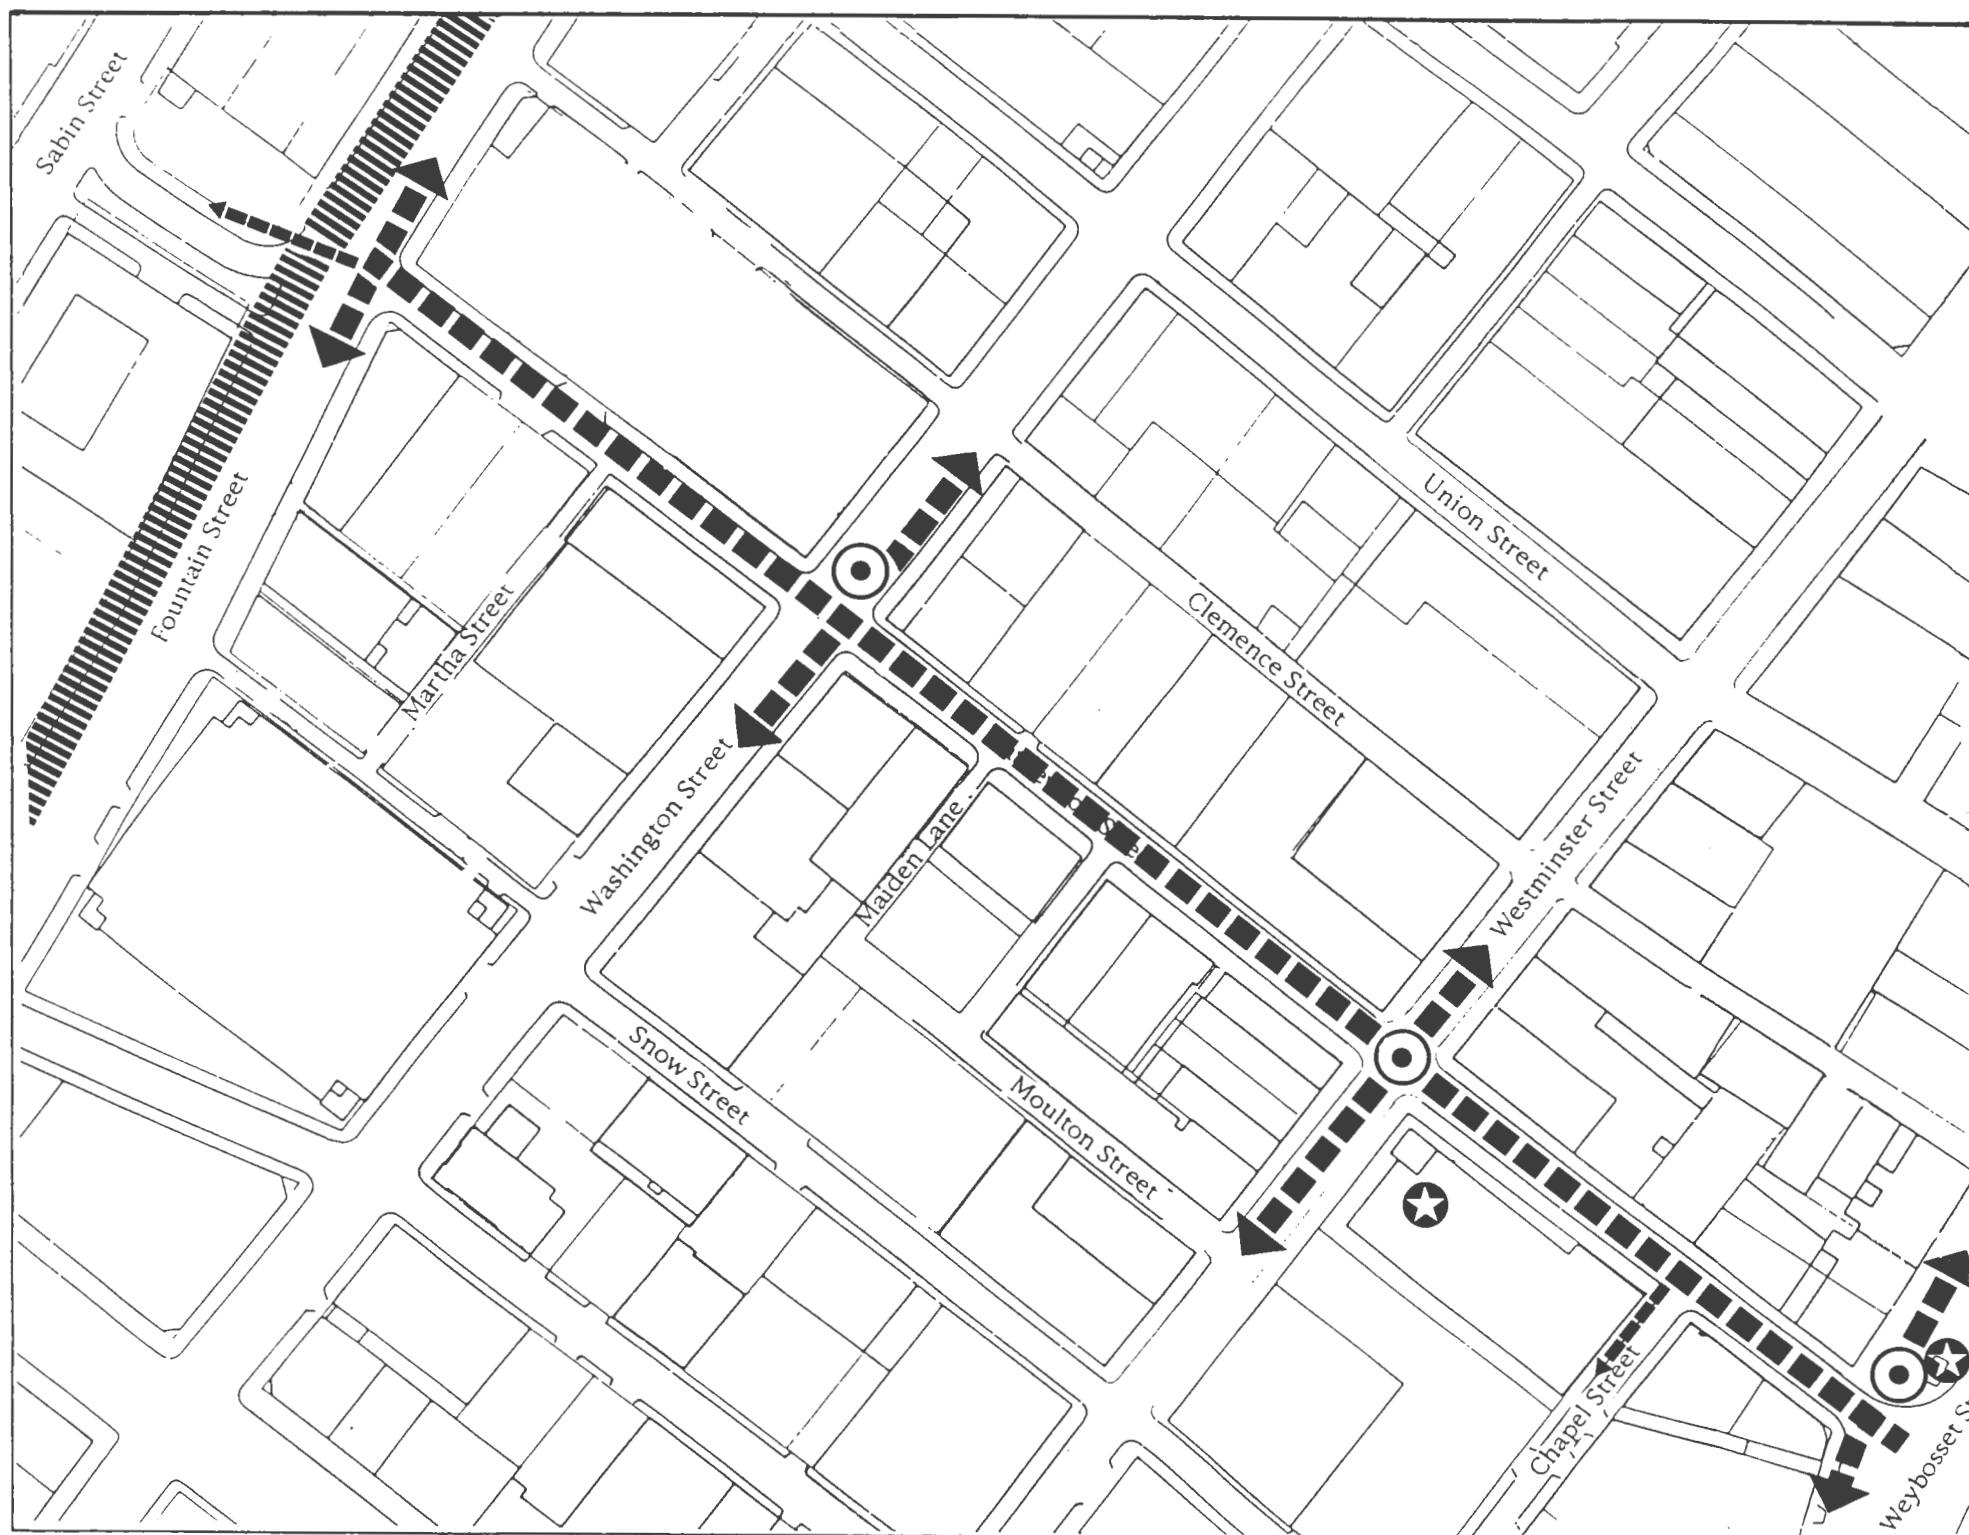 Sabin Street
Fountain Street
Martha Street
Washington Street
Maiden Lane
Union Street
Clemence Street
Westminster Street
Snow Street
Moulton Street
Chapel Street
Weybosset